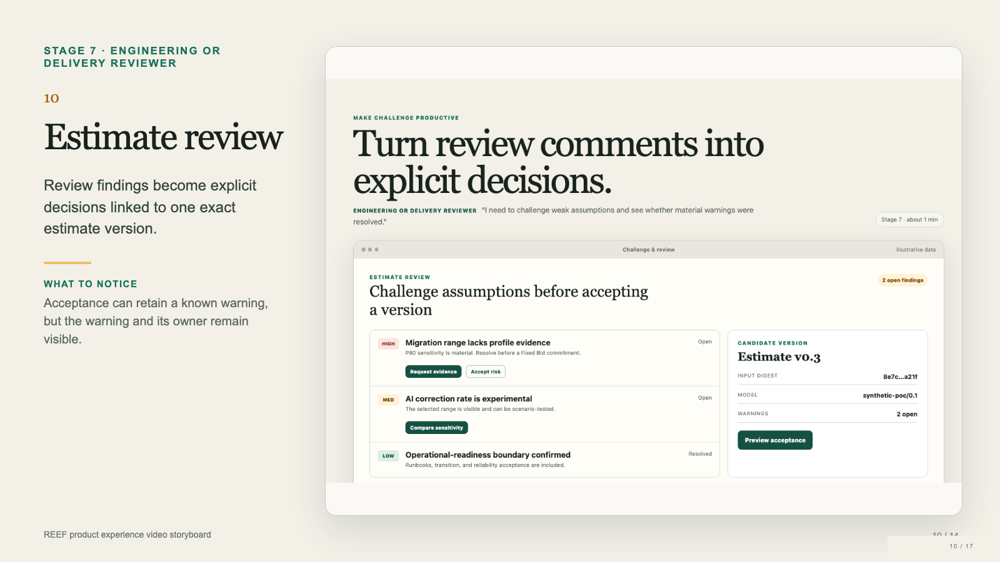 STAGE 7 · ENGINEERING OR
DELIVERY REVIEWER
10
Estimate review
Review findings become explicit
decisions linked to one exact
estimate version.
WHAT TO NOTICE
Acceptance can retain a known warning,
but the warning and its owner remain
visible.
MAKE CHALLENGE PRODUCTIVE
Turn review comments into
explicit decisions.
ENGINEERING OR DELIVERY REVIEWER “I need to challenge weak assumptions and see whether material warnings were
resolved.”
Stage 7 · about 1 min
Challenge & review
Illustrative data
ESTIMATE REVIEW
Challenge assumptions before accepting
a version
2 open findings
HIGH
Migration range lacks profile evidence
Open
P80 sensitivity is material. Resolve before a Fixed Bid commitment.
Request evidence
Accept risk
MED
AI correction rate is experimental
Open
The selected range is visible and can be scenario-tested.
Compare sensitivity
LOW
Operational-readiness boundary confirmed
Resolved
Runbooks, transition, and reliability acceptance are included.
CANDIDATE VERSION
Estimate v0.3
INPUT DIGEST 8e7c...a21f
MODEL synthetic-poc/0.1
WARNINGS 2 open
Preview acceptance
REEF product experience video storyboard
10 / 14
10 / 17